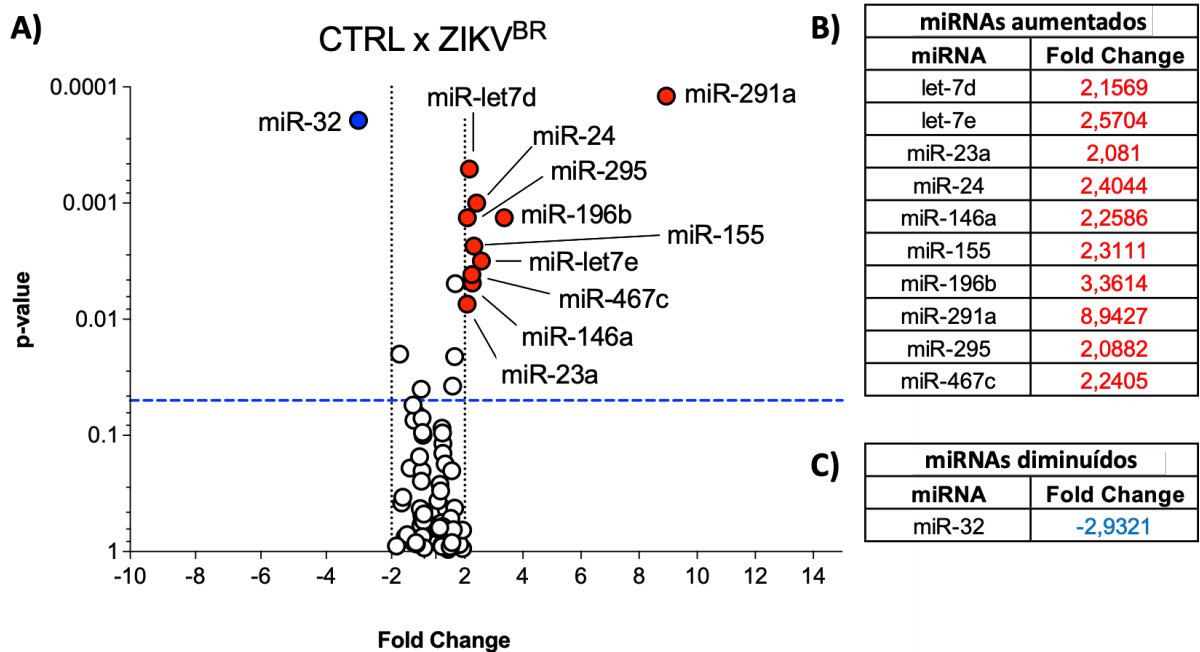 A)
CTRL x ZIKVBR
p-value
0.0001
0.001
0.01
0.1
1
miR-32
miR-let7d
miR-291a
miR-24
miR-295
miR-196b
miR-155
miR-let7e
miR-467c
miR-146a
miR-23a
-10 -8 -6 -4 -2 2 4 6 8 10 12 14
Fold Change
B)
miRNAs aumentados
miRNA Fold Change
let-7d 2,1569
let-7e 2,5704
miR-23a 2,081
miR-24 2,4044
miR-146a 2,2586
miR-155 2,3111
miR-196b 3,3614
miR-291a 8,9427
miR-295 2,0882
miR-467c 2,2405
C)
miRNAs diminuídos
miRNA Fold Change
miR-32 -2,9321